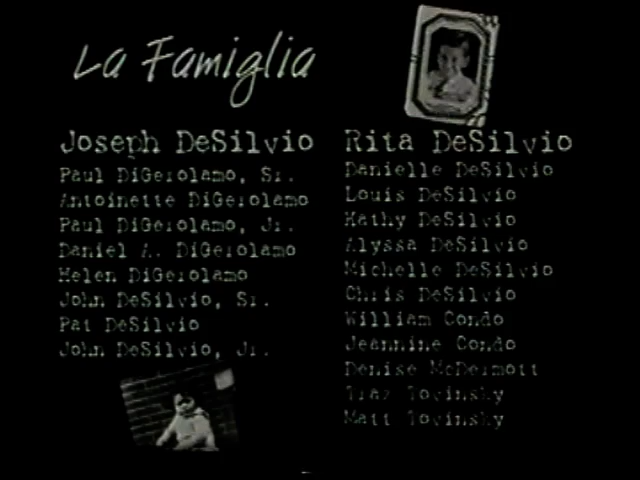 La Famiglia
Joseph DeSilvio
Paul DiGerolamo, Sr.
Antoinette DiGerolamo
Paul DiGerolamo, Jr.
Daniel A. DiGerolamo
Helen DiGerolamo
John DeSilvio, Sr.
Pat DeSilvio
John DeSilvio, Jr.
Rita DeSilvio
Danielle DeSilvio
Louis DeSilvio
Kathy DeSilvio
Alyssa DeSilvio
Michelle DeSilvio
Chris DeSilvio
William Condo
Jeannine Condo
Denise McDermott
Tovinsky
Matt Tovinsky